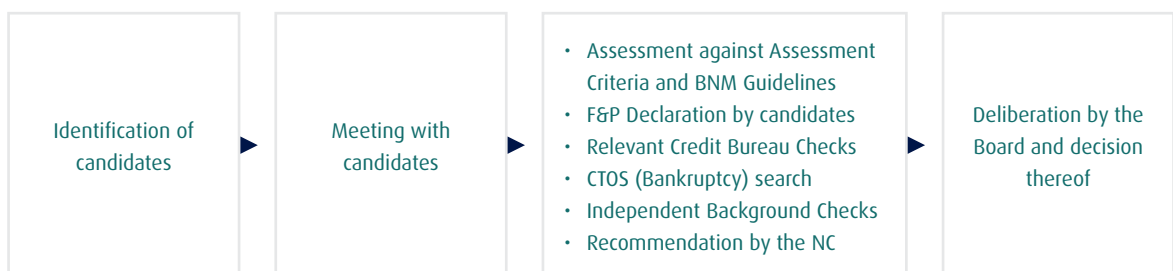 Identification of
candidates
Meeting with
candidates
• Assessment against Assessment
Criteria and BNM Guidelines
• F&P Declaration by candidates
• Relevant Credit Bureau Checks
• CTOS (Bankruptcy) search
• Independent Background Checks
• Recommendation by the NC
Deliberation by the
Board and decision
thereof